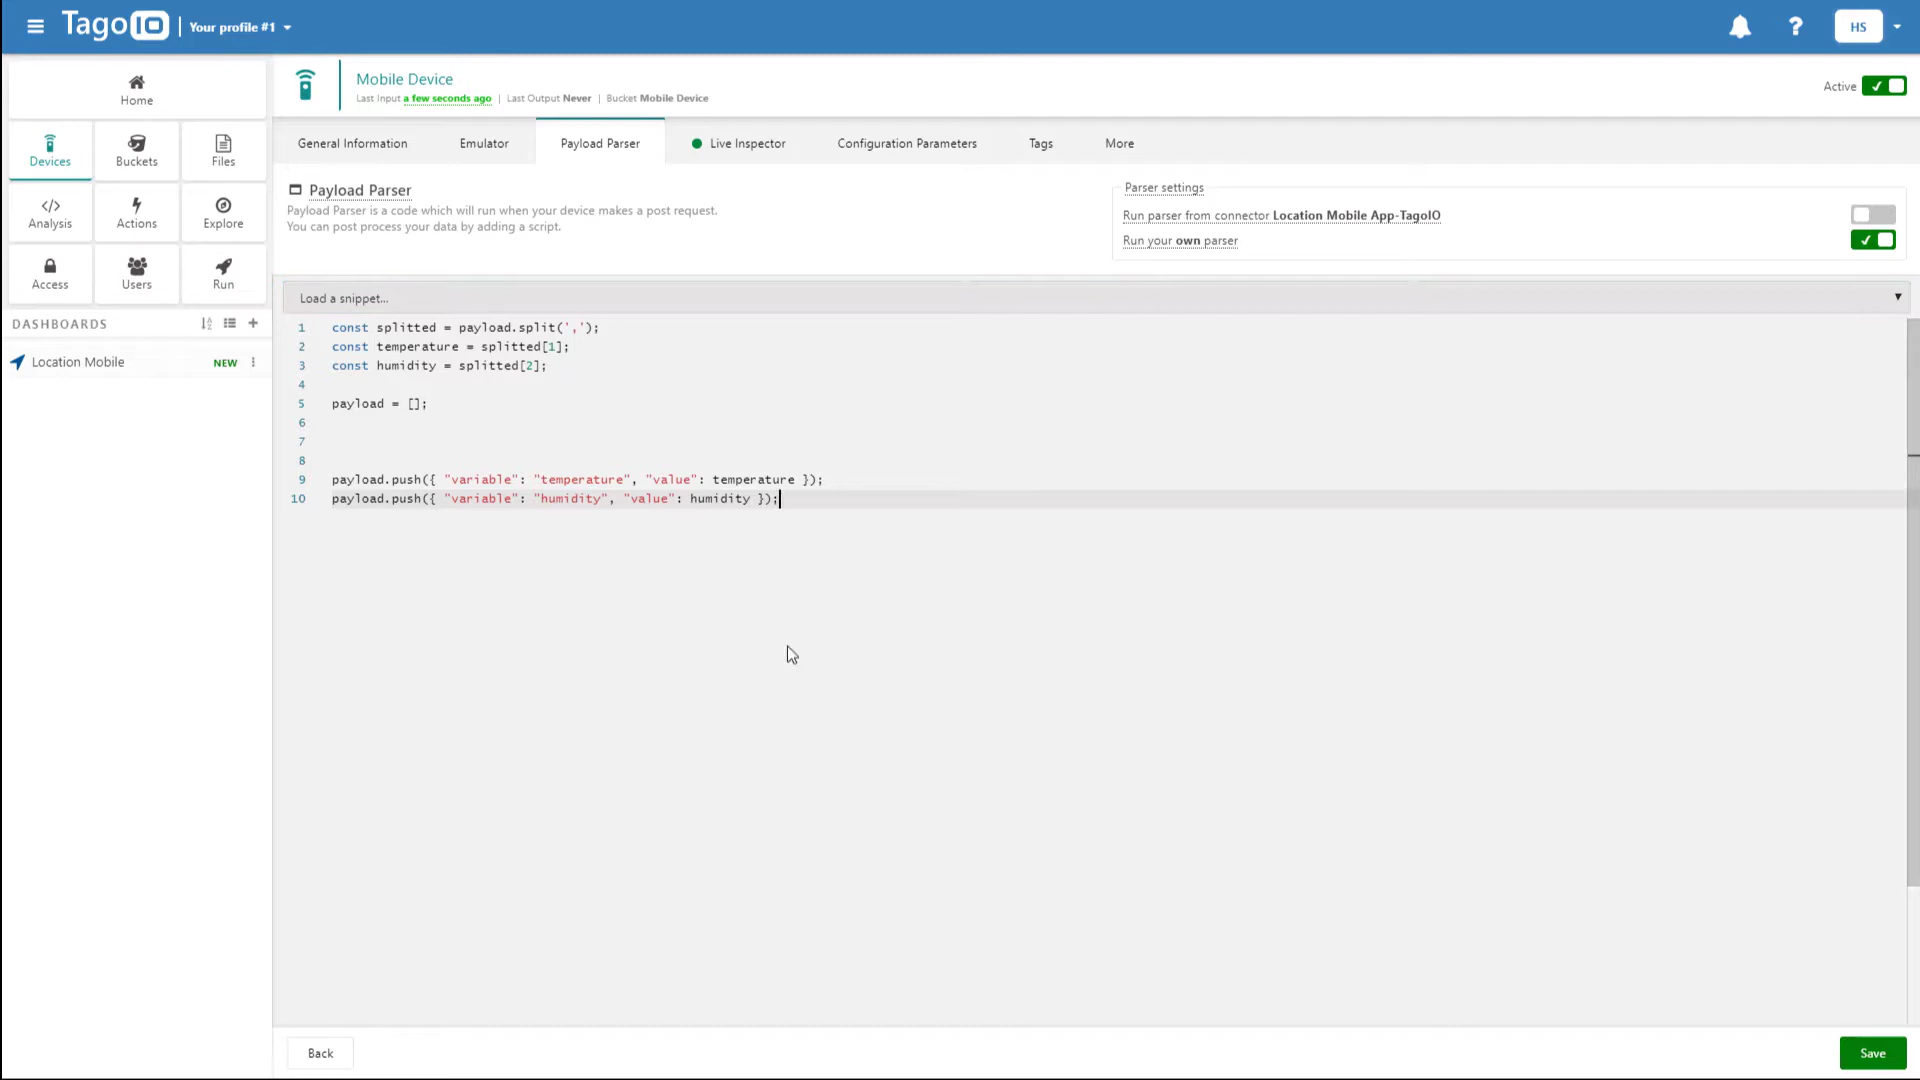 TagoIO | Your profile #1
HS
Home
Devices
Buckets
Files
Analysis
Actions
Explore
Access
Users
Run
DASHBOARDS
Location Mobile NEW
Mobile Device
Last Input a few seconds ago | Last Output Never | Bucket Mobile Device
Active
General Information
Emulator
Payload Parser
Live Inspector
Configuration Parameters
Tags
More
Payload Parser
Payload Parser is a code which will run when your device makes a post request.
You can post process your data by adding a script.
Parser settings
Run parser from connector Location Mobile App-TagoIO
Run your own parser
Load a snippet...
1 const splitted = payload.split(',');
2 const temperature = splitted[1];
3 const humidity = splitted[2];
4
5 payload = [];
6
7
8
9 payload.push({ "variable": "temperature", "value": temperature });
10 payload.push({ "variable": "humidity", "value": humidity });
Back
Save